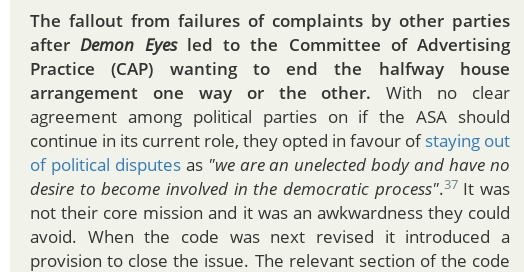 The fallout from failures of complaints by other parties
after Demon Eyes led to the Committee of Advertising
Practice (CAP) wanting to end the halfway house
arrangement one way or the other. With no clear
agreement among political parties on if the ASA should
continue in its current role, they opted in favour of staying
out of political disputes as "we are an unelected body and have no
desire to become involved in the democratic process".37 It was
not their core mission and it was an awkwardness they could
avoid. When the code was next revised it introduced a
provision to close the issue. The relevant section of the code